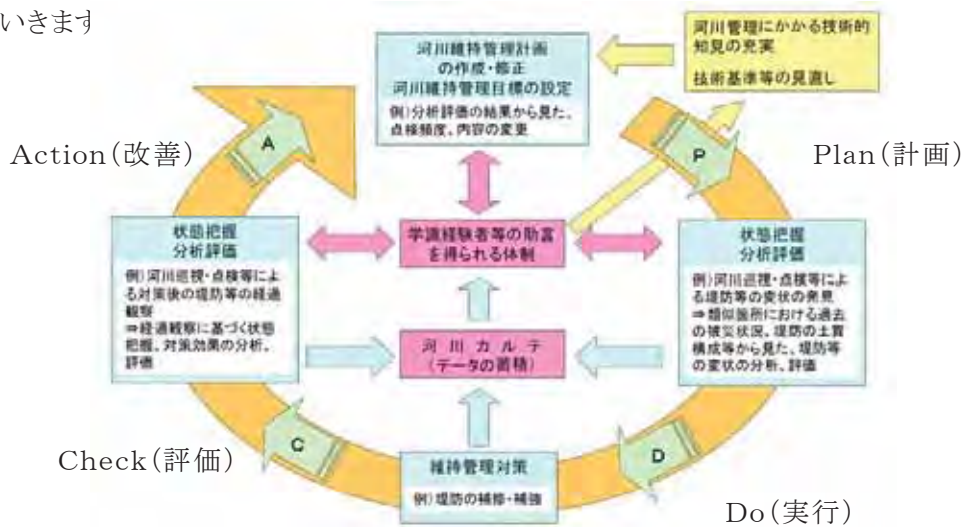 いきます
河川維持管理計画
の作成・修正
河川維持管理目標の設定
例）分析評価の結果から見た、
点検頻度、内容の変更
河川管理にかかる技術的
知見の充実
技術基準等の見直し
Action（改善）
A
P
Plan（計画）
状態把握
分析評価
例）河川巡視・点検等によ
る対策後の堤防等の経過
観察
⇒経過観察に基づく状態
把握、対策効果の分析、
評価
学識経験者等の助言
を得られる体制
状態把握
分析評価
例）河川巡視・点検等によ
る堤防等の変状の発見
⇒類似箇所における過去
の被災状況、堤防の土質
構成等から見た、堤防等
の変状の分析、評価
河川カルテ
（データの蓄積）
Check（評価）
C
維持管理対策
例）堤防の補修・補強
D
Do（実行）